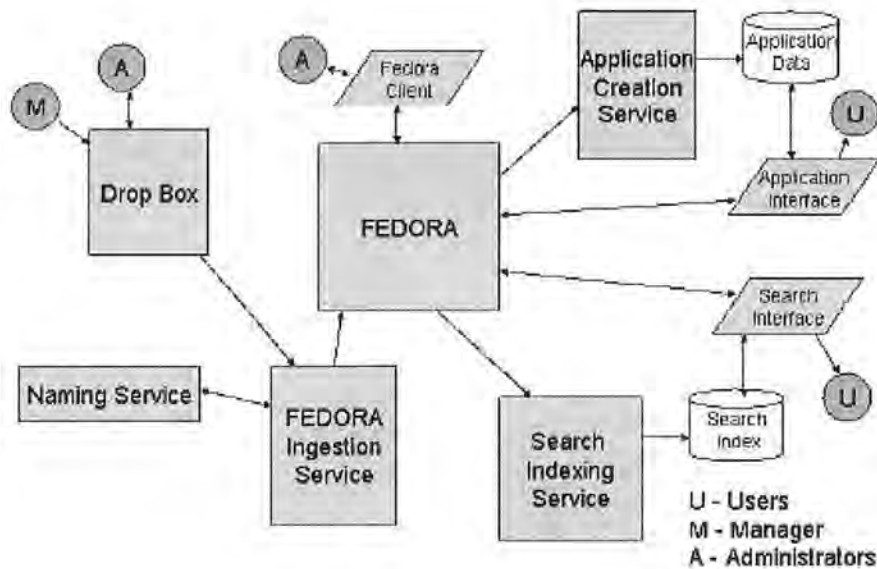 A
M
Drop Box
A
Fedora
Client
FEDORA
Application
Creation
Service
Application
Data
U
Application
Interface
Search
Interface
U
Naming Service
FEDORA
Ingestion
Service
Search
Indexing
Service
Search
Index
U - Users
M - Manager
A - Administrators